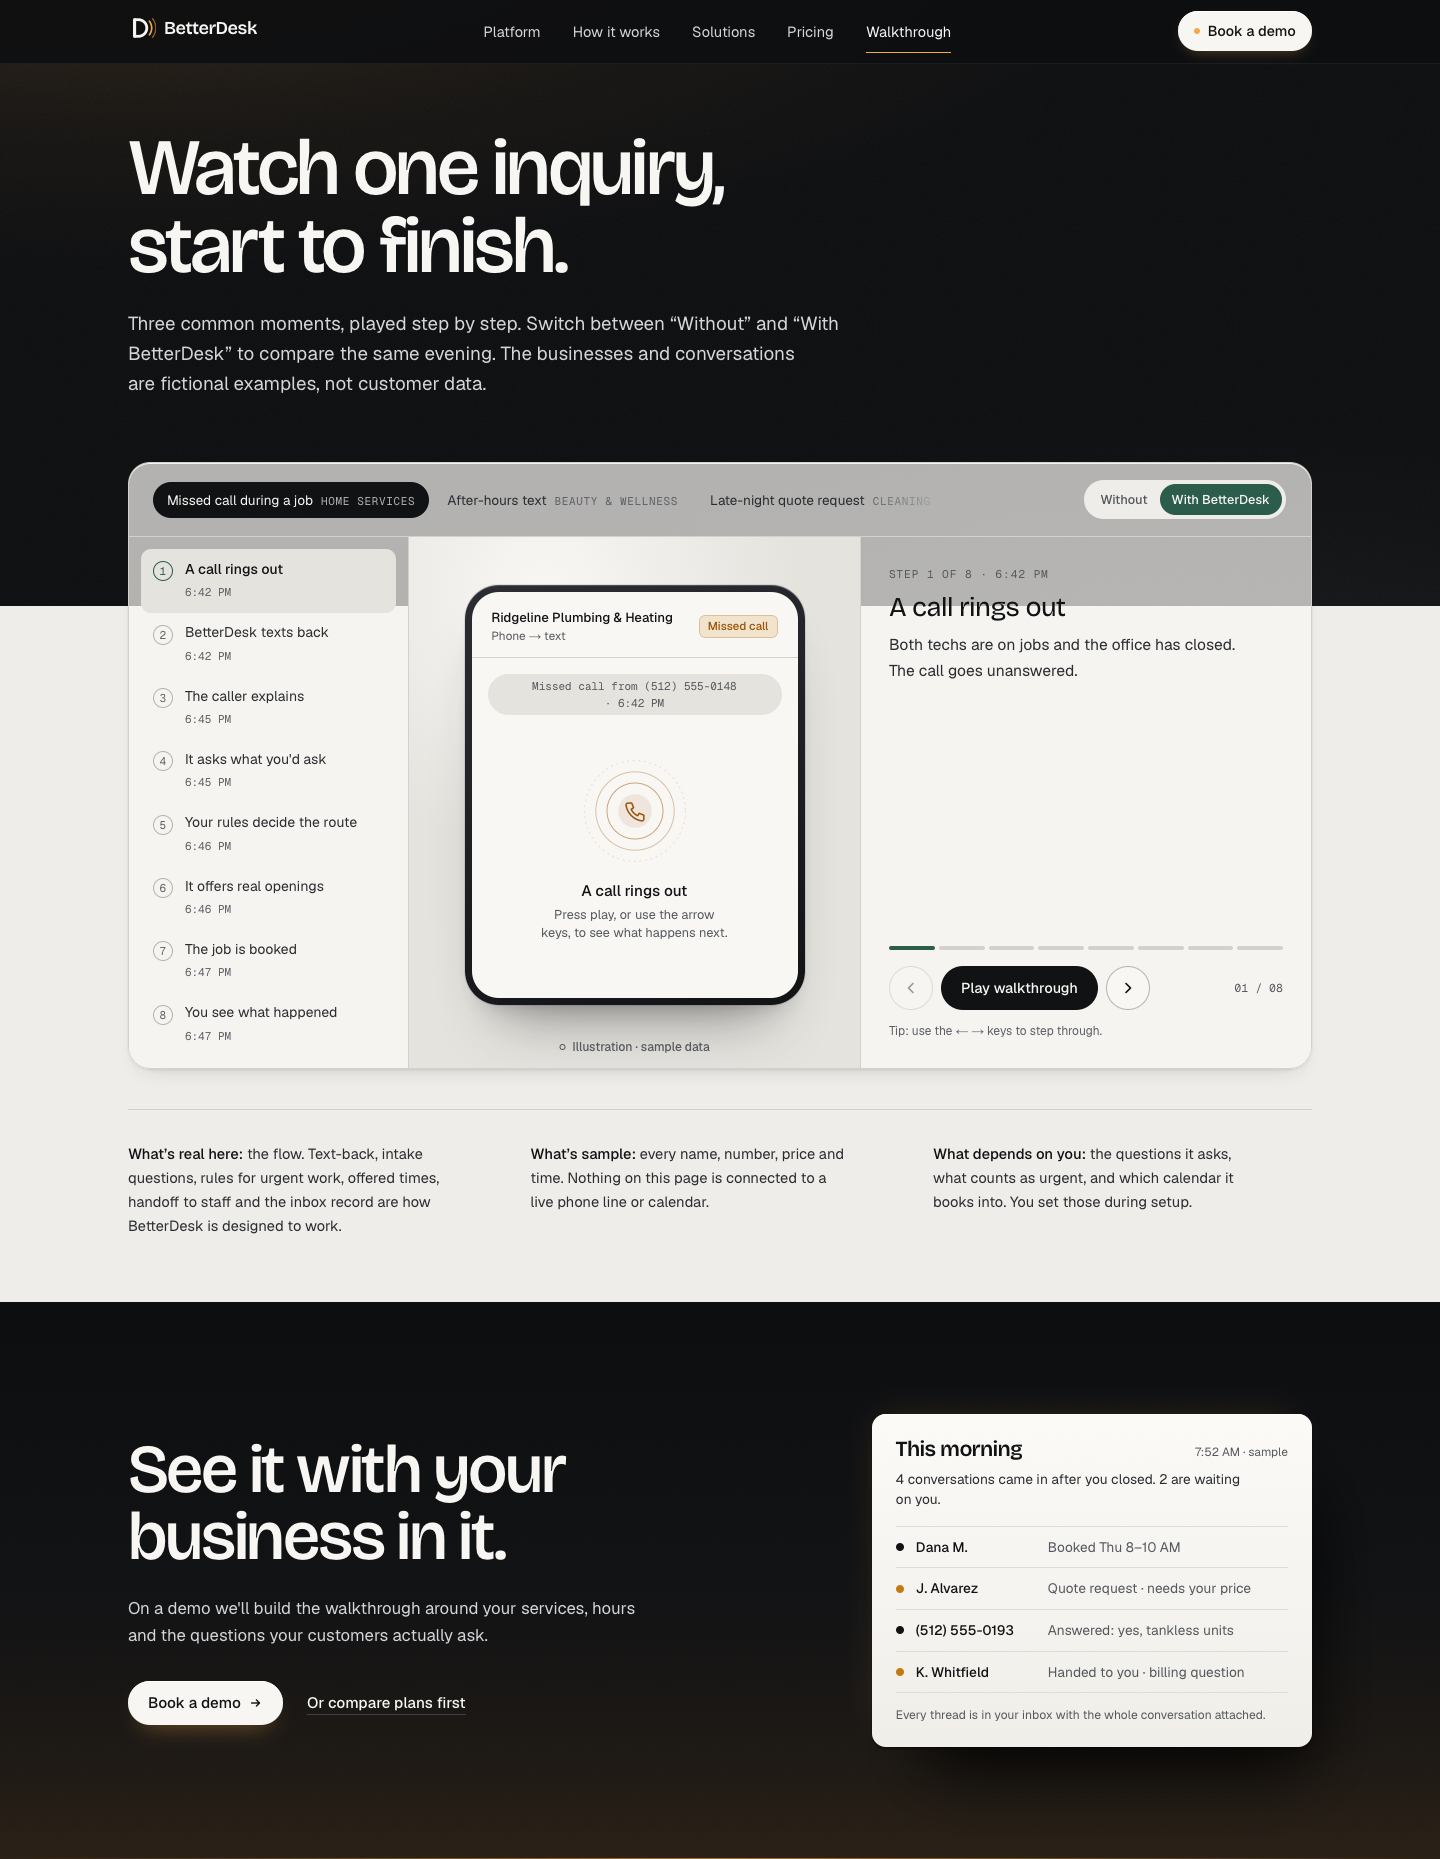 BetterDesk
Platform
How it works
Solutions
Pricing
Walkthrough
Book a demo
Watch one inquiry,
start to finish.
Three common moments, played step by step. Switch between “Without” and “With
BetterDesk” to compare the same evening. The businesses and conversations
are fictional examples, not customer data.
Missed call during a job HOME SERVICES
After-hours text BEAUTY & WELLNESS
Late-night quote request CLEANING
Without
With BetterDesk
1 A call rings out
6:42 PM
2 BetterDesk texts back
6:42 PM
3 The caller explains
6:45 PM
4 It asks what you'd ask
6:45 PM
5 Your rules decide the route
6:46 PM
6 It offers real openings
6:46 PM
7 The job is booked
6:47 PM
8 You see what happened
6:47 PM
Ridgeline Plumbing & Heating
Phone → text
Missed call
Missed call from (512) 555-0148
· 6:42 PM
A call rings out
Press play, or use the arrow
keys, to see what happens next.
Illustration · sample data
STEP 1 OF 8 · 6:42 PM
A call rings out
Both techs are on jobs and the office has closed.
The call goes unanswered.
Play walkthrough
01 / 08
Tip: use the ← → keys to step through.
What's real here: the flow. Text-back, intake
questions, rules for urgent work, offered times,
handoff to staff and the inbox record are how
BetterDesk is designed to work.
What's sample: every name, number, price and
time. Nothing on this page is connected to a
live phone line or calendar.
What depends on you: the questions it asks,
what counts as urgent, and which calendar it
books into. You set those during setup.
See it with your
business in it.
On a demo we'll build the walkthrough around your services, hours
and the questions your customers actually ask.
Book a demo →
Or compare plans first
This morning
7:52 AM · sample
4 conversations came in after you closed. 2 are waiting
on you.
Dana M. Booked Thu 8–10 AM
J. Alvarez Quote request · needs your price
(512) 555-0193 Answered: yes, tankless units
K. Whitfield Handed to you · billing question
Every thread is in your inbox with the whole conversation attached.